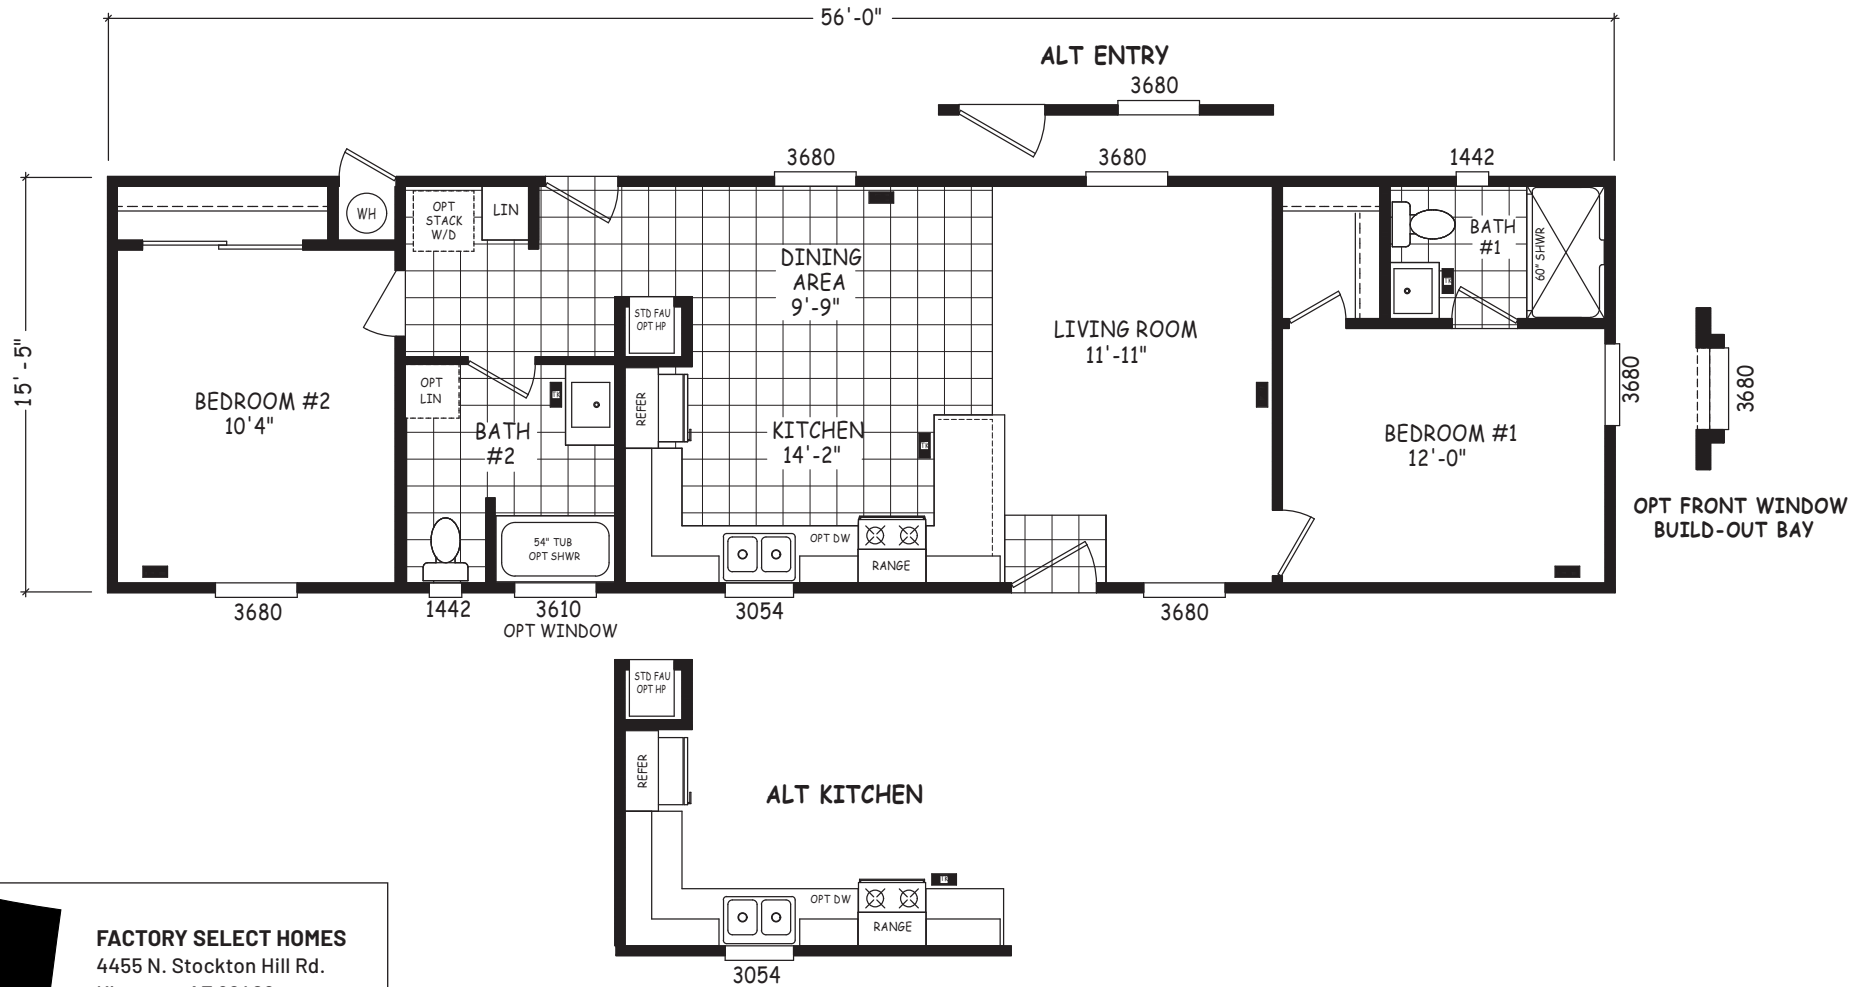 56'-0"
ALT ENTRY
3680
3680
3680
1442
15'-5"
WH
OPT
STACK
W/D
LIN
DINING
AREA
9'-9"
STD FAU
OPT HP
LIVING ROOM
11'-11"
BATH
#1
60" SHWR
3680
3680
BEDROOM #2
10'4"
OPT
LIN
BATH
#2
REFER
KITCHEN
14'-2"
BEDROOM #1
12'-0"
OPT FRONT WINDOW
BUILD-OUT BAY
54" TUB
OPT SHWR
OPT DW
RANGE
3680
1442
3610
OPT WINDOW
3054
3680
STD FAU
OPT HP
REFER
ALT KITCHEN
OPT DW
RANGE
3054
FACTORY SELECT HOMES
4455 N. Stockton Hill Rd.